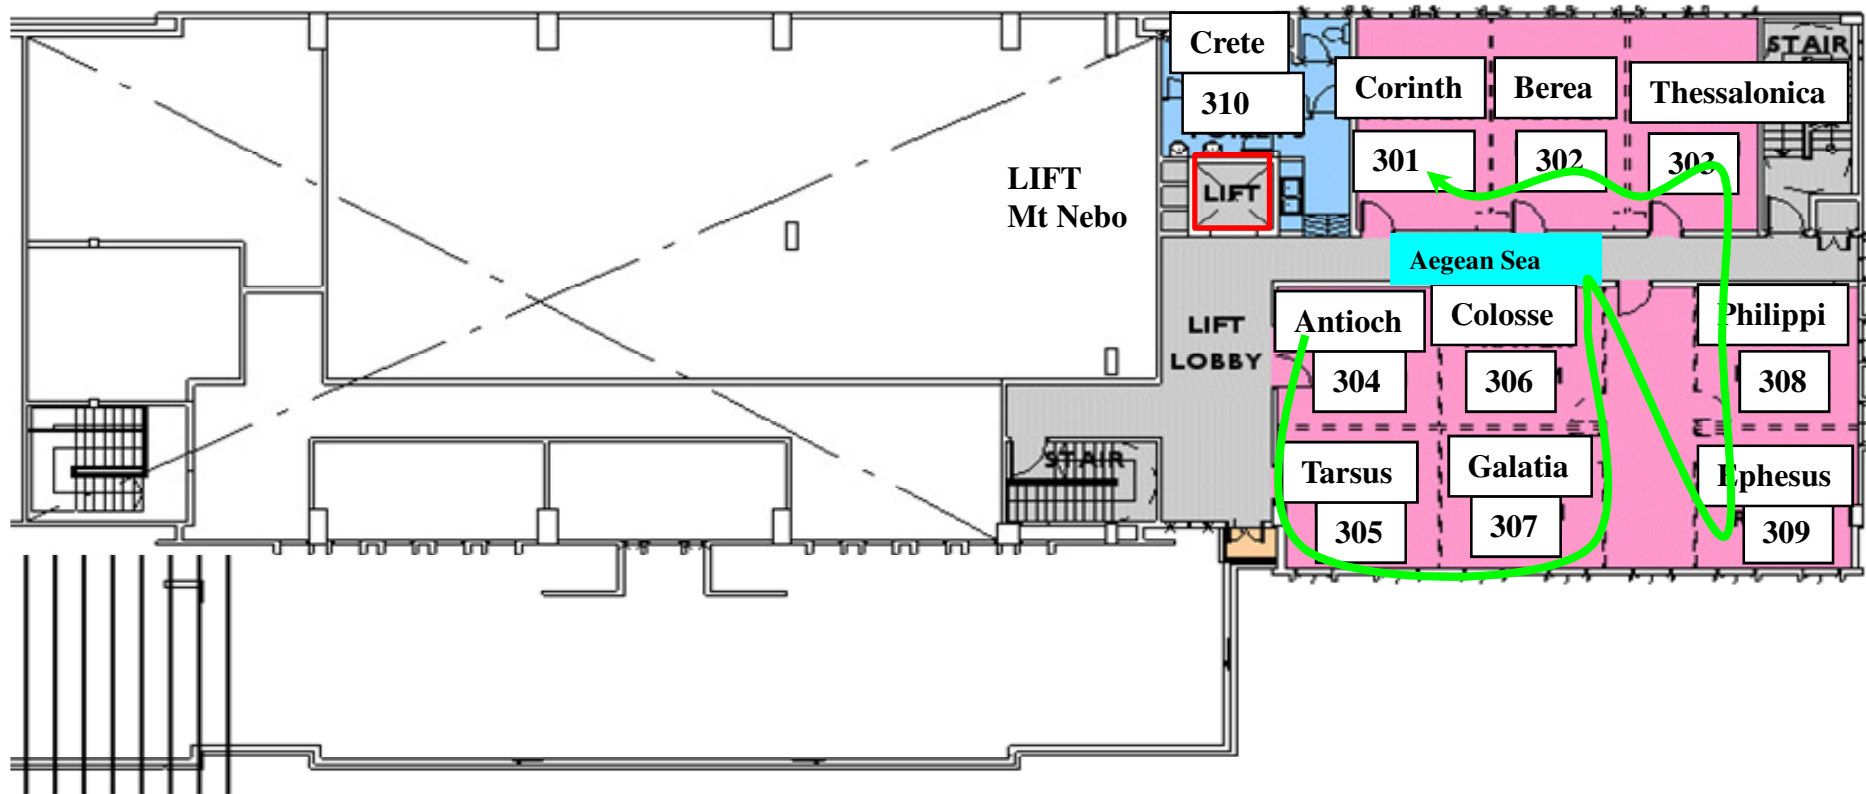 Crete
310
LIFT
Corinth
301
Berea
302
Thessalonica
303
STAIR
LIFT
Mt Nebo
Aegean Sea
LIFT
LOBBY
Antioch
304
Colosse
306
Philippi
308
STAIR
Tarsus
305
Galatia
307
Ephesus
309